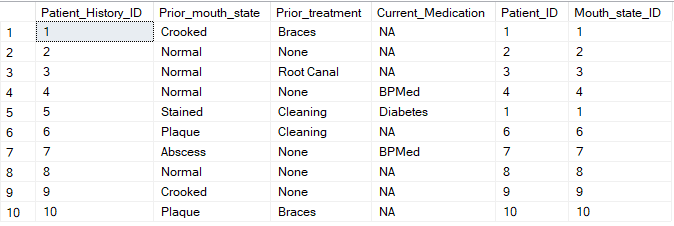 Patient_History_ID Prior_mouth_state Prior_treatment Current_Medication Patient_ID Mouth_state_ID
1 1 Crooked Braces NA 1 1
2 2 Normal None NA 2 2
3 3 Normal Root Canal NA 3 3
4 4 Normal None BPMed 4 4
5 5 Stained Cleaning Diabetes 1 1
6 6 Plaque Cleaning NA 6 6
7 7 Abscess None BPMed 7 7
8 8 Normal None NA 8 8
9 9 Crooked None NA 9 9
10 10 Plaque Braces NA 10 10